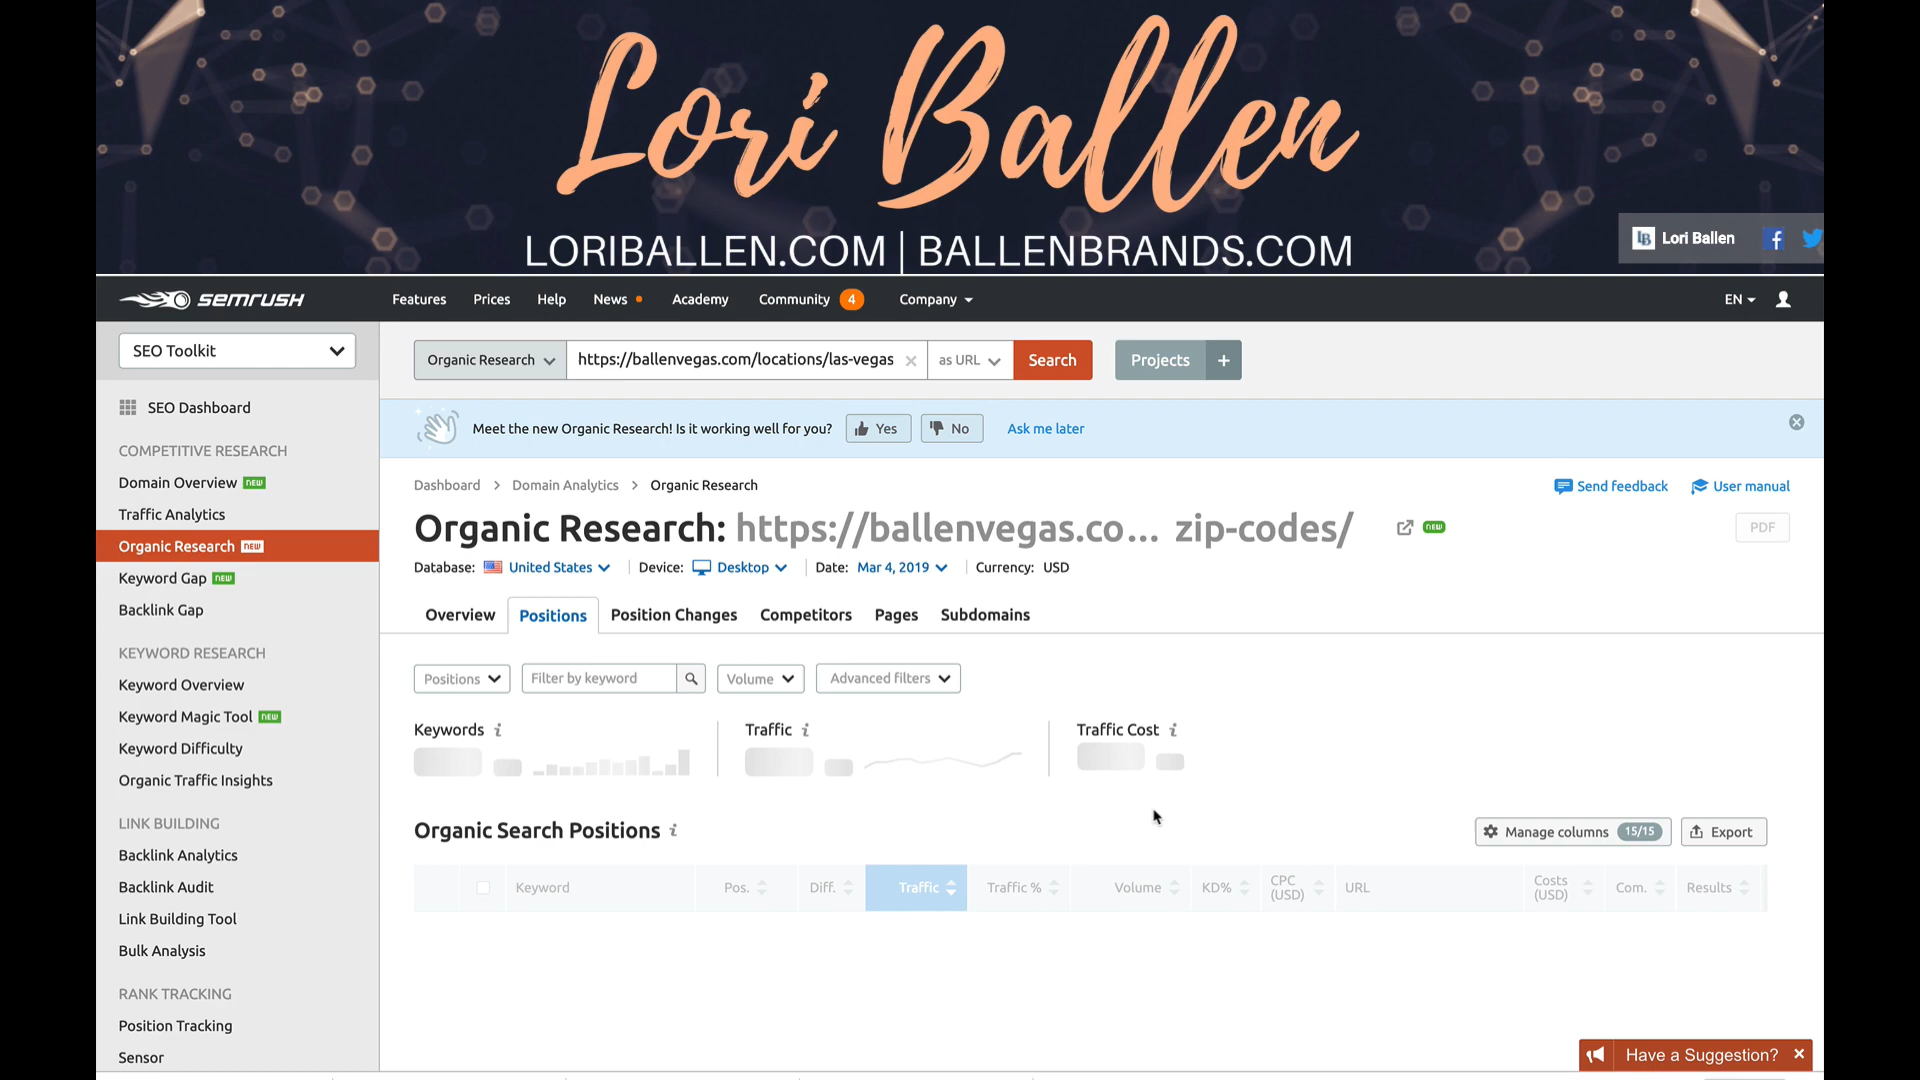 Lori Ballen
LORIBALLEN.COM | BALLENBRANDS.COM
LB Lori Ballen
semrush
Features Prices Help News Academy Community 4 Company EN
SEO Toolkit
Organic Research https://ballenvegas.com/locations/las-vegas as URL Search Projects +
SEO Dashboard
COMPETITIVE RESEARCH
Domain Overview new
Traffic Analytics
Organic Research new
Keyword Gap new
Backlink Gap
KEYWORD RESEARCH
Keyword Overview
Keyword Magic Tool new
Keyword Difficulty
Organic Traffic Insights
LINK BUILDING
Backlink Analytics
Backlink Audit
Link Building Tool
Bulk Analysis
RANK TRACKING
Position Tracking
Sensor
Meet the new Organic Research! Is it working well for you? Yes No Ask me later
Dashboard > Domain Analytics > Organic Research
Send feedback User manual
Organic Research: https://ballenvegas.co... zip-codes/ new
PDF
Database: United States Device: Desktop Date: Mar 4, 2019 Currency: USD
Overview Positions Position Changes Competitors Pages Subdomains
Positions Filter by keyword Volume Advanced filters
Keywords i Traffic i Traffic Cost i
Organic Search Positions i
Manage columns 15/15 Export
Keyword Pos. Diff. Traffic Traffic % Volume KD% CPC (USD) URL Costs (USD) Com. Results
Have a Suggestion? ×